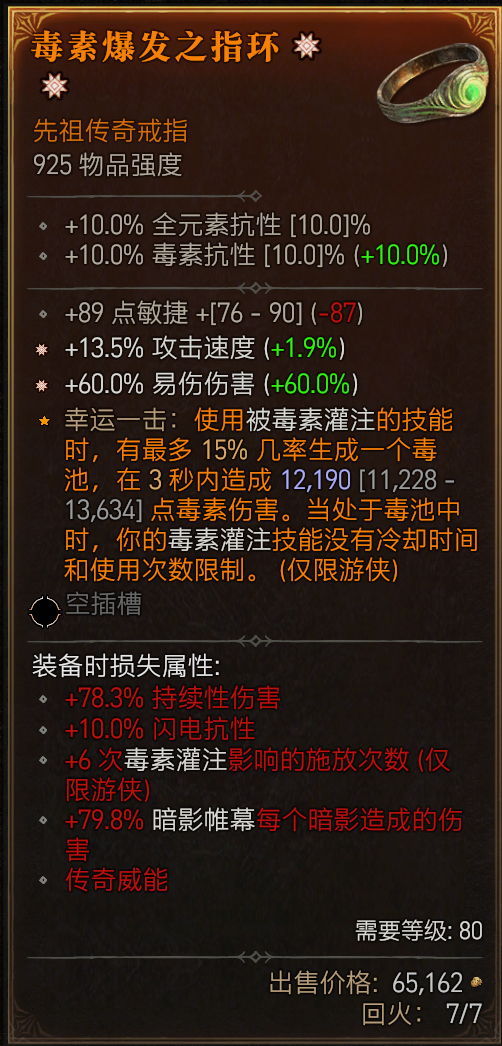 毒素爆发之指环
先祖传奇戒指
925 物品强度
+10.0% 全元素抗性 [10.0]%
+10.0% 毒素抗性 [10.0]% (+10.0%)
+89 点敏捷 +[76 - 90] (-87)
+13.5% 攻击速度 (+1.9%)
+60.0% 易伤伤害 (+60.0%)
幸运一击：使用被毒素灌注的技能
时，有最多 15% 几率生成一个毒
池，在 3 秒内造成 12,190 [11,228 -
13,634] 点毒素伤害。当处于毒池中
时，你的毒素灌注技能没有冷却时间
和使用次数限制。 (仅限游侠)
空插槽
装备时损失属性:
+78.3% 持续性伤害
+10.0% 闪电抗性
+6 次毒素灌注影响的施放次数 (仅
限游侠)
+79.8% 暗影帷幕每个暗影造成的伤
害
传奇威能
需要等级: 80
出售价格: 65,162
回火： 7/7